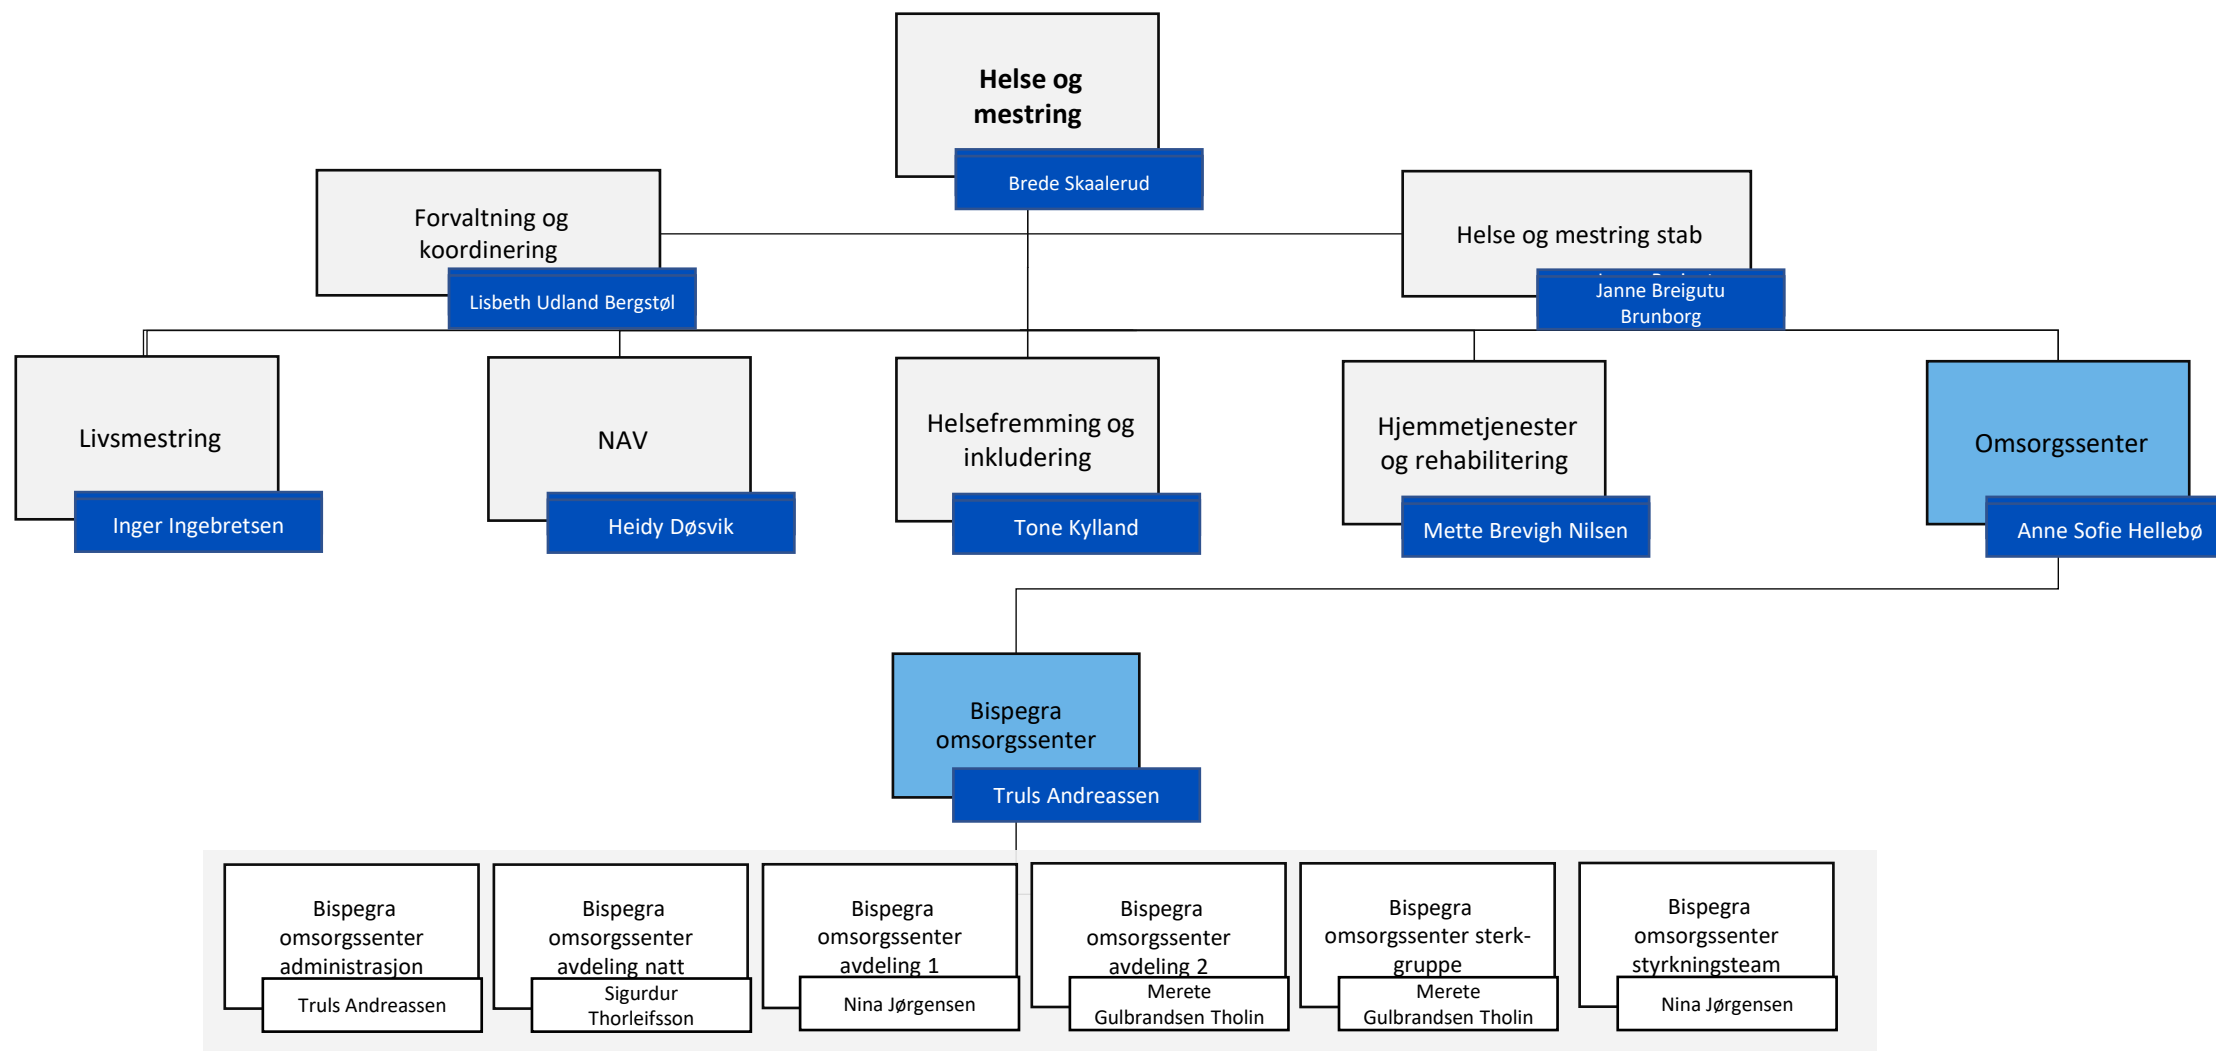 Helse og
mestring
Brede Skaalerud
Forvaltning og
koordinering
Lisbeth Udland Bergstøl
Helse og mestring stab
Janne Breigutu
Brunborg
Livsmestring
Inger Ingebretsen
NAV
Heidy Døsvik
Helsefremming og
inkludering
Tone Kylland
Hjemmetjenester
og rehabilitering
Mette Brevigh Nilsen
Omsorgssenter
Anne Sofie Hellebø
Bispegra
omsorgssenter
Truls Andreassen
Bispegra
omsorgssenter
administrasjon
Truls Andreassen
Bispegra
omsorgssenter
avdeling natt
Sigurdur
Thorleifsson
Bispegra
omsorgssenter
avdeling 1
Nina Jørgensen
Bispegra
omsorgssenter
avdeling 2
Merete
Gulbrandsen Tholin
Bispegra
omsorgssenter sterk-
gruppe
Merete
Gulbrandsen Tholin
Bispegra
omsorgssenter
styrkningsteam
Nina Jørgensen